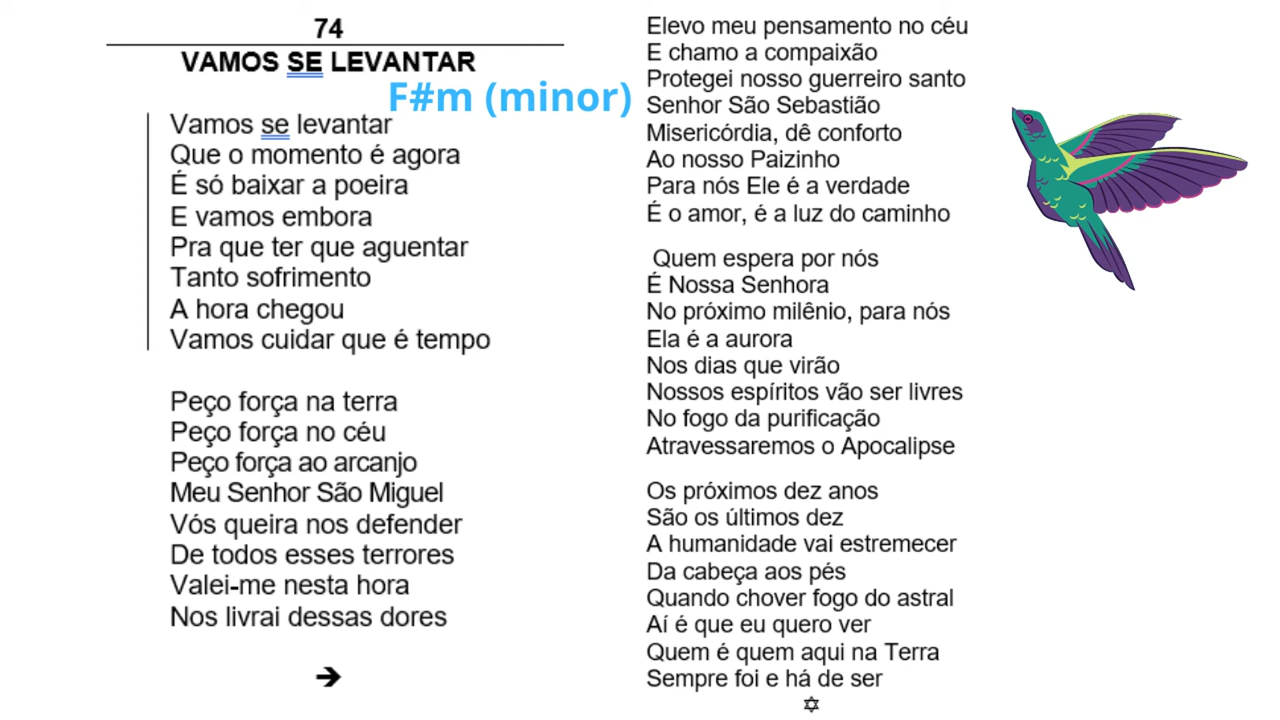 74
VAMOS SE LEVANTAR
F#m (minor)
Vamos se levantar
Que o momento é agora
É só baixar a poeira
E vamos embora
Pra que ter que aguentar
Tanto sofrimento
A hora chegou
Vamos cuidar que é tempo
Peço força na terra
Peço força no céu
Peço força ao arcanjo
Meu Senhor São Miguel
Vós queira nos defender
De todos esses terrores
Valei-me nesta hora
Nos livrai dessas dores
Elevo meu pensamento no céu
E chamo a compaixão
Protegei nosso guerreiro santo
Senhor São Sebastião
Misericórdia, dê conforto
Ao nosso Paizinho
Para nós Ele é a verdade
É o amor, é a luz do caminho
Quem espera por nós
É Nossa Senhora
No próximo milênio, para nós
Ela é a aurora
Nos dias que virão
Nossos espíritos vão ser livres
No fogo da purificação
Atravessaremos o Apocalipse
Os próximos dez anos
São os últimos dez
A humanidade vai estremecer
Da cabeça aos pés
Quando chover fogo do astral
Aí é que eu quero ver
Quem é quem aqui na Terra
Sempre foi e há de ser